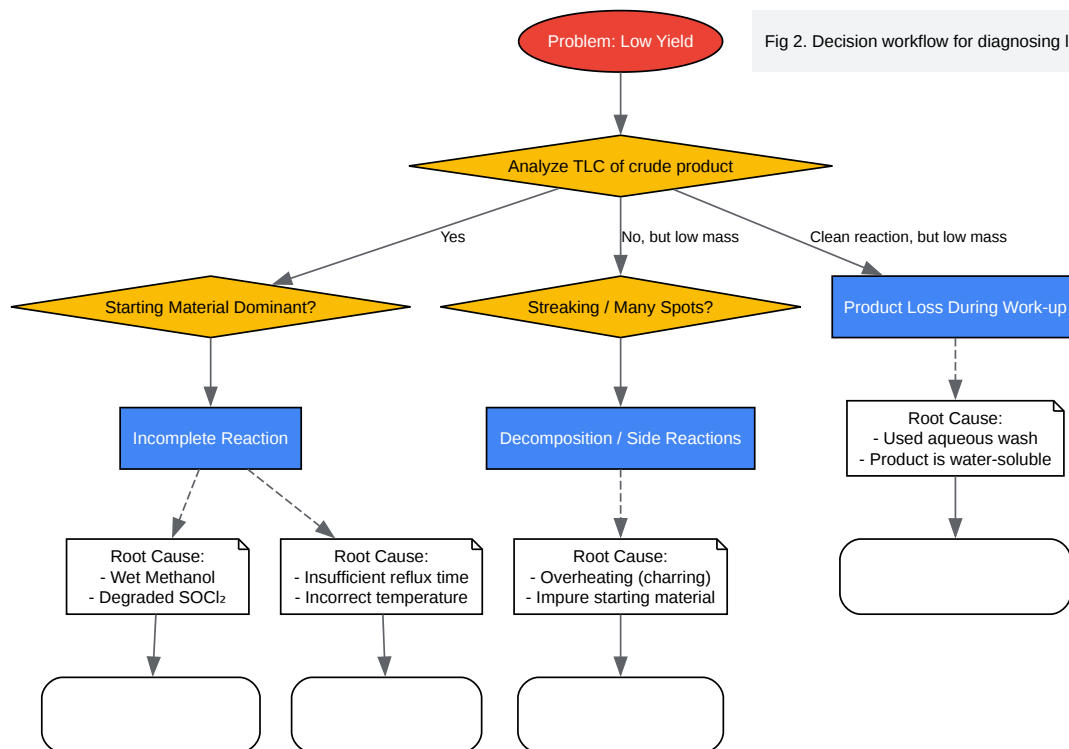 Problem: Low Yield
Fig 2. Decision workflow for diagnosing
Analyze TLC of crude product
Yes
No, but low mass
Clean reaction, but low mass
Starting Material Dominant?
Streaking / Many Spots?
Product Loss During Work-up
Incomplete Reaction
Decomposition / Side Reactions
Root Cause:
- Used aqueous wash
- Product is water-soluble
Root Cause:
- Wet Methanol
- Degraded SOCl₂
Root Cause:
- Insufficient reflux time
- Incorrect temperature
Root Cause:
- Overheating (charring)
- Impure starting material